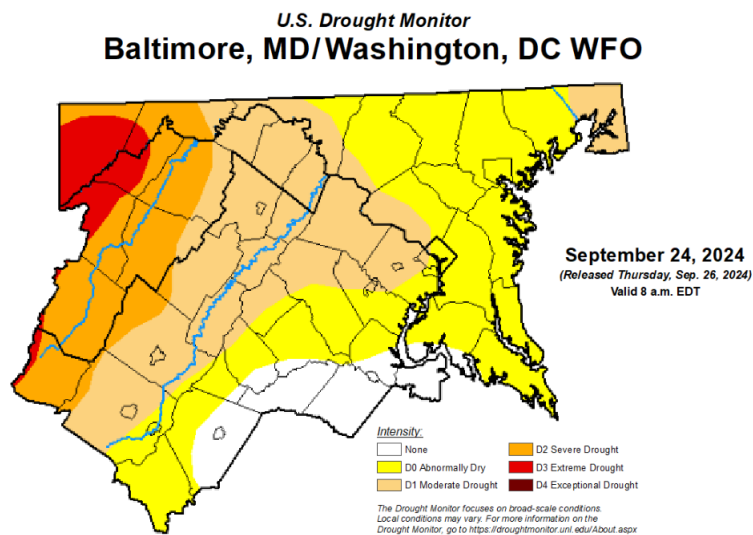 U.S. Drought Monitor
Baltimore, MD/Washington, DC WFO
September 24, 2024
(Released Thursday, Sep. 26, 2024)
Valid 8 a.m. EDT
Intensity:
None
D0 Abnormally Dry
D1 Moderate Drought
D2 Severe Drought
D3 Extreme Drought
D4 Exceptional Drought
The Drought Monitor focuses on broad-scale conditions.
Local conditions may vary. For more information on the
Drought Monitor, go to https://droughtmonitor.unl.edu/About.aspx